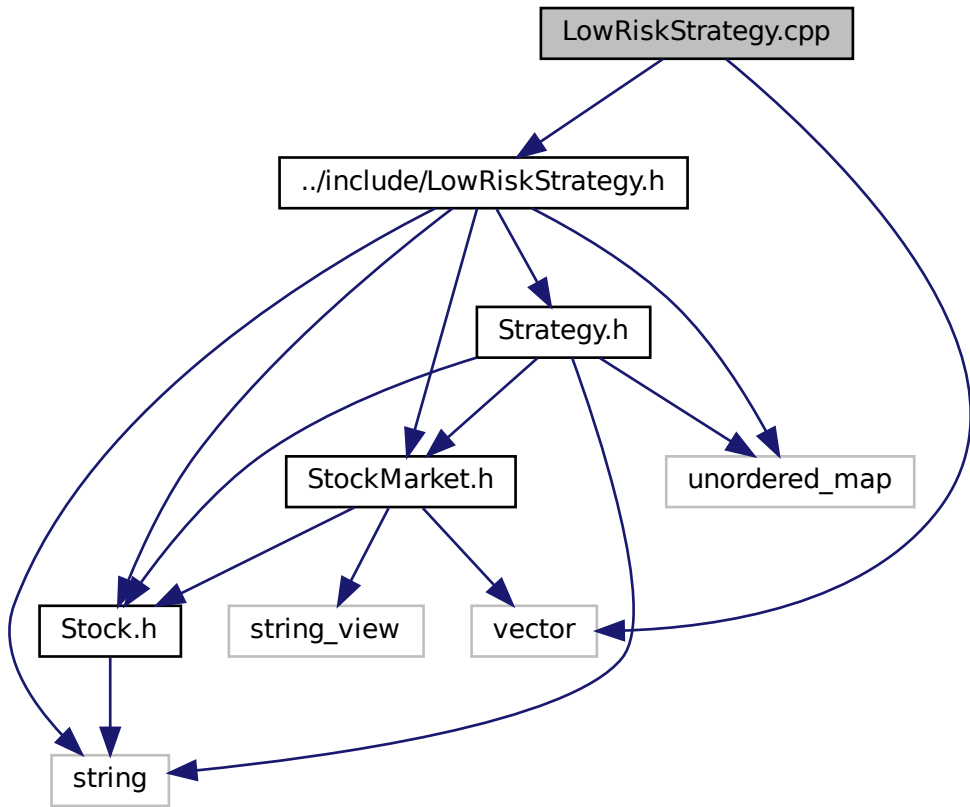 LowRiskStrategy.cpp
../include/LowRiskStrategy.h
Strategy.h
StockMarket.h
unordered_map
Stock.h
string_view
vector
string